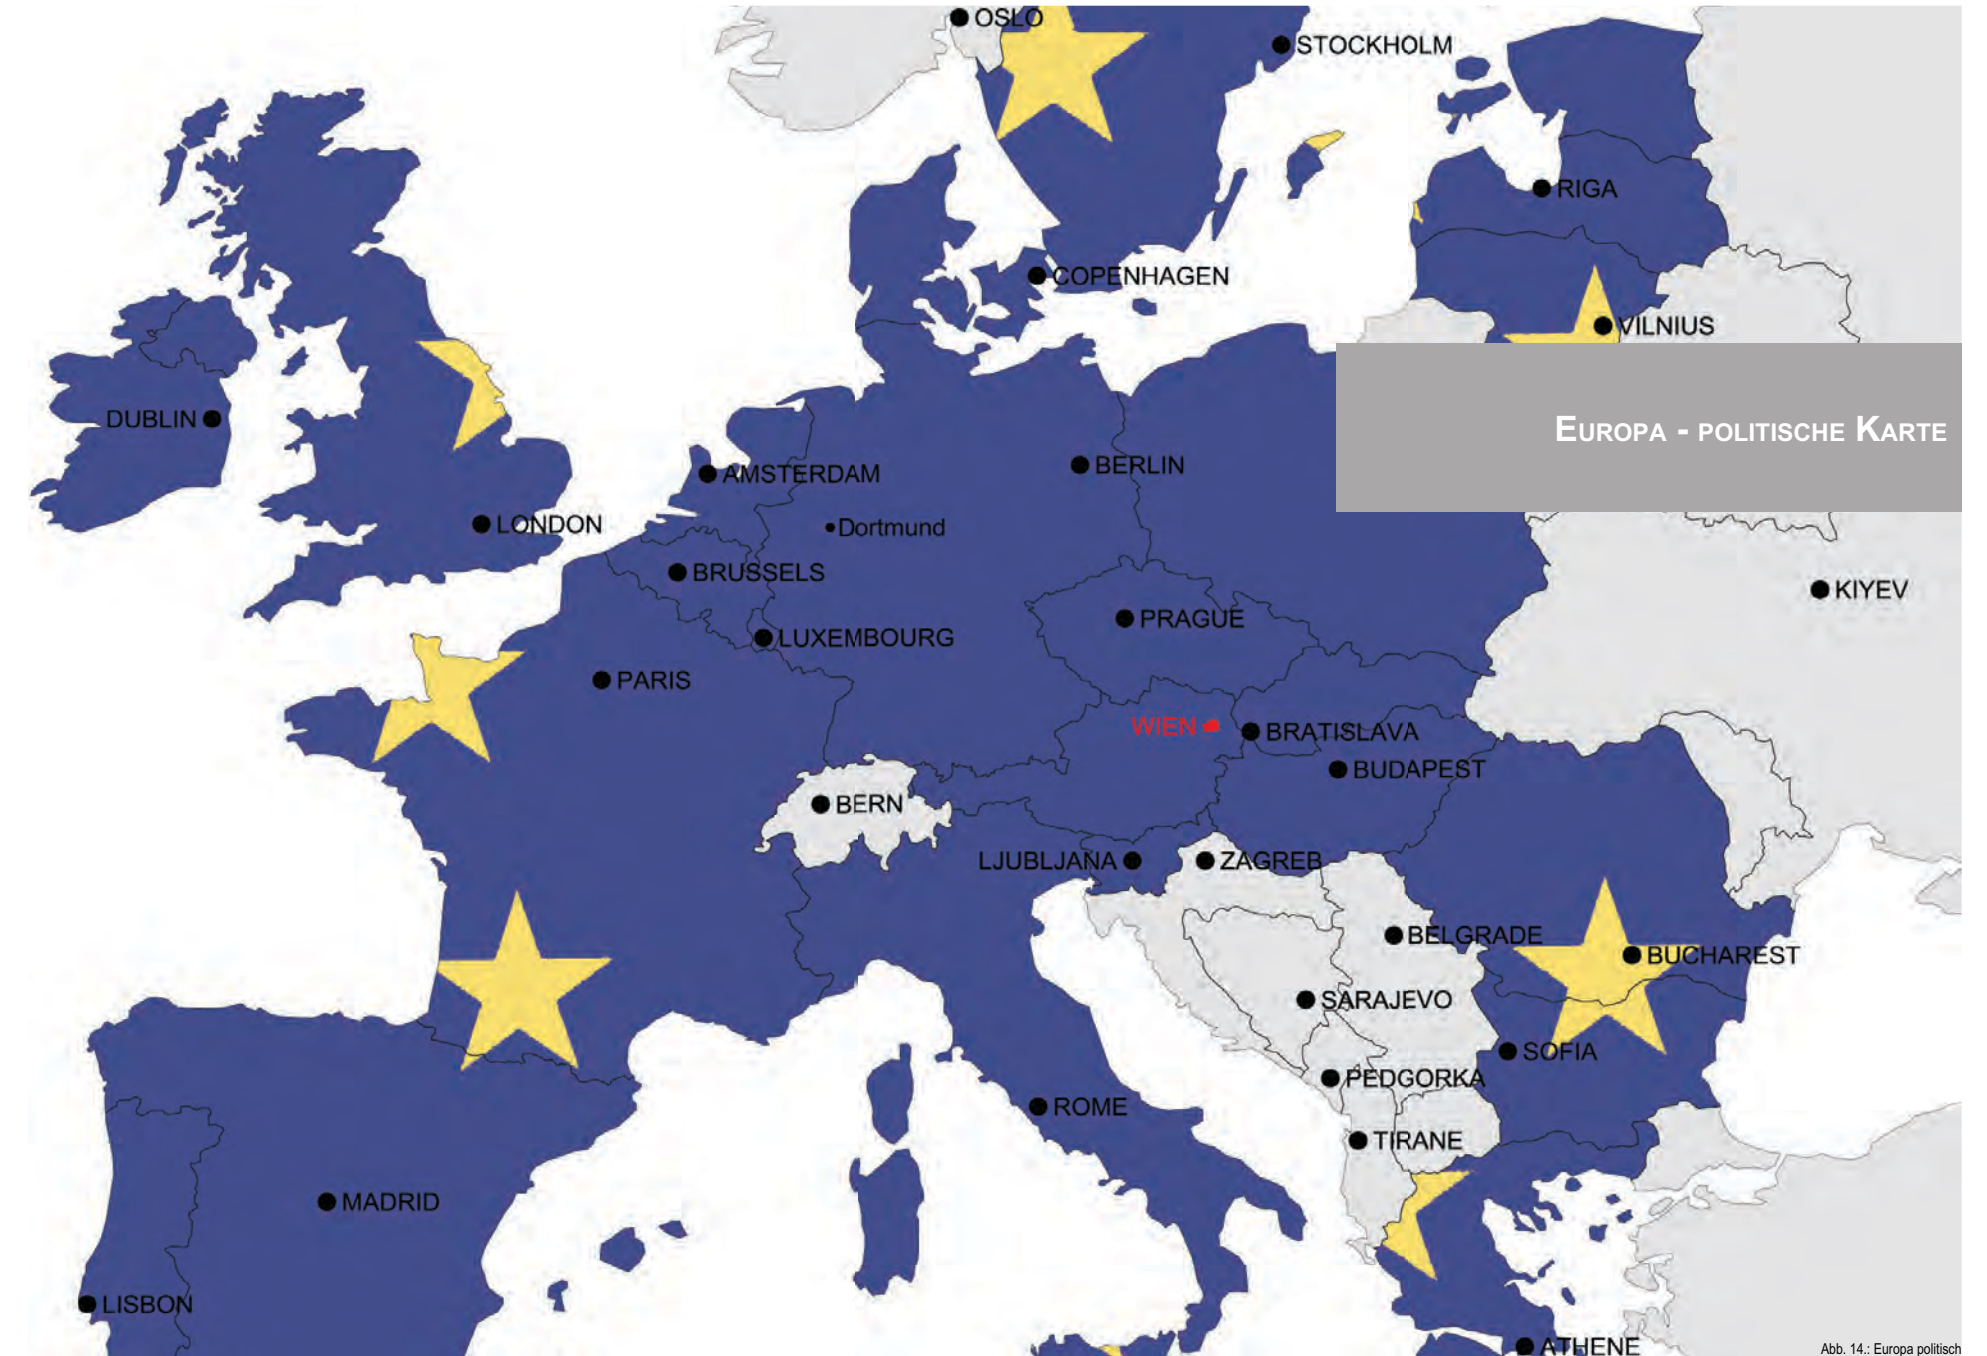 OSLO
STOCKHOLM
RIGA
COPENHAGEN
VILNIUS
DUBLIN
EUROPA - POLITISCHE KARTE
BERLIN
AMSTERDAM
LONDON
Dortmund
BRUSSELS
KIYEV
PRAGUE
LUXEMBOURG
PARIS
WIEN
BRATISLAVA
BUDAPEST
BERN
LJUBLJANA
ZAGREB
BELGRADE
BUCHAREST
SARAJEVO
SOFIA
PEDGORKA
ROME
TIRANE
MADRID
LISBON
ATHENE
Abb. 14.: Europa politisch